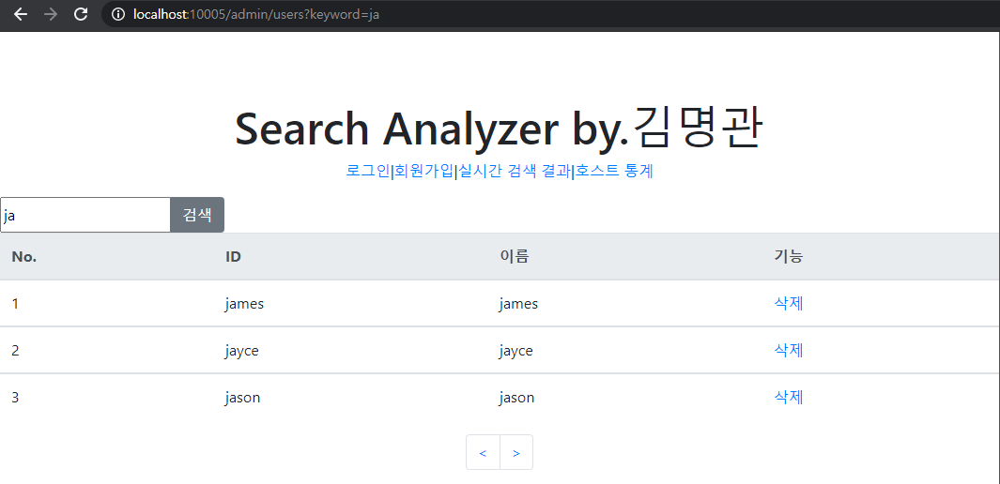 localhost:10005/admin/users?keyword=ja
Search Analyzer by.김명관
로그인|회원가입|실시간 검색 결과|호스트 통계
ja 검색
No. ID 이름 기능
1 james james 삭제
2 jayce jayce 삭제
3 jason jason 삭제
< >